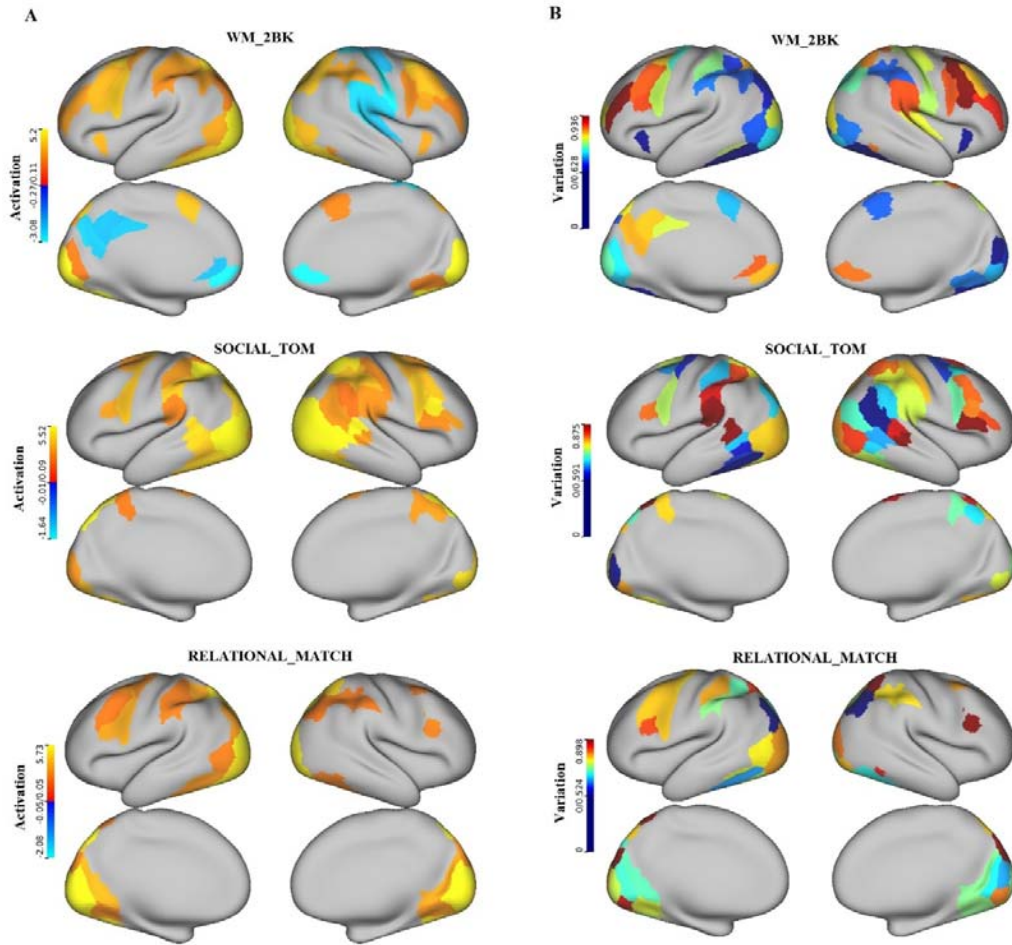 A
B
WM_2BK
WM_2BK
Activation
5.2
-0.27/0.11
-3.08
Variation
0.936
0/0.628
0
SOCIAL_TOM
SOCIAL_TOM
Activation
5.52
-0.01/0.09
-1.64
Variation
0.875
0/0.591
0
RELATIONAL_MATCH
RELATIONAL_MATCH
Activation
5.73
-0.05/0.05
-2.08
Variation
0.898
0/0.524
0